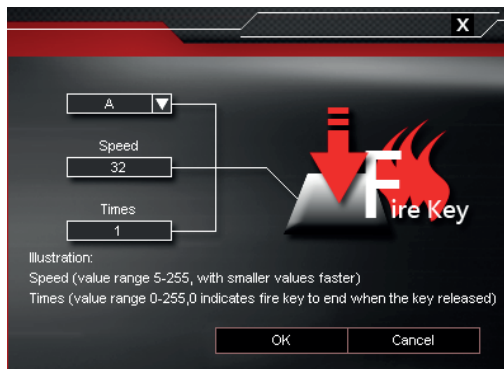 X
A
Speed
32
Times
1
Fire Key
Illustration:
Speed (value range 5-255, with smaller values faster)
Times (value range 0-255,0 indicates fire key to end when the key released)
OK
Cancel